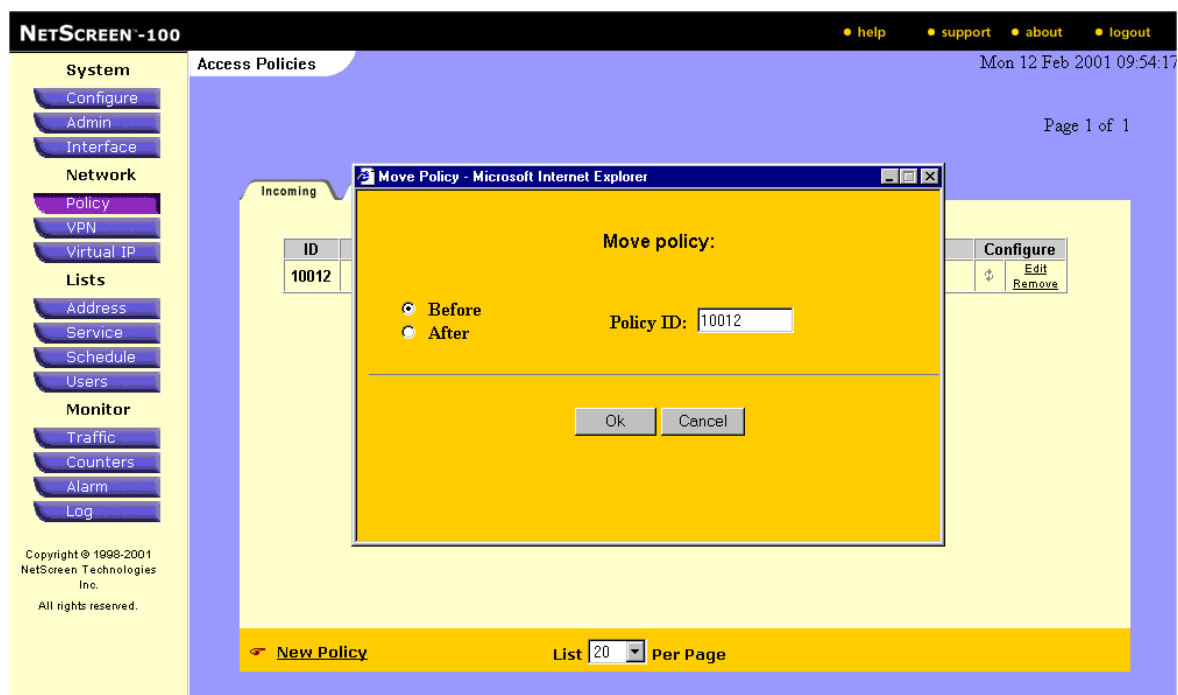 NETSCREEN™-100
help
support
about
logout
System
Configure
Admin
Interface
Network
Policy
VPN
Virtual IP
Lists
Address
Service
Schedule
Users
Monitor
Traffic
Counters
Alarm
Log
Copyright © 1998-2001
NetScreen Technologies
Inc.
All rights reserved.
Access Policies
Mon 12 Feb 2001 09:54:17
Page 1 of 1
Incoming
ID
Configure
10012
Edit
Remove
Move Policy - Microsoft Internet Explorer
Move policy:
Before
After
Policy ID: 10012
Ok
Cancel
New Policy
List 20 Per Page